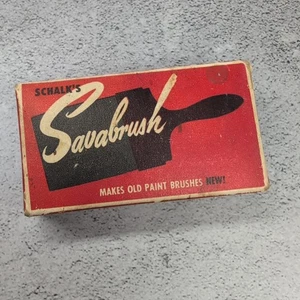 SCHALK'S
Savabrush
MAKES OLD PAINT BRUSHES NEW!